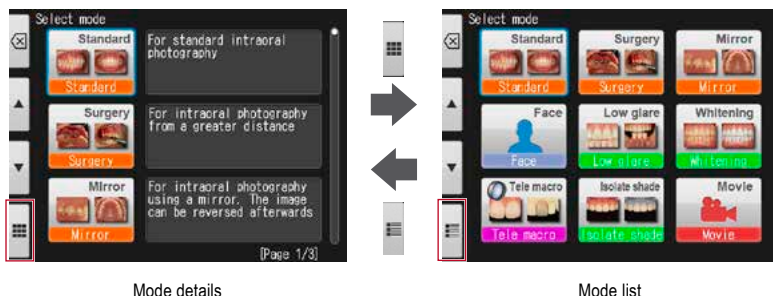 Select mode
Standard
Standard
For standard intraoral
photography
Surgery
Surgery
For intraoral photography
from a greater distance
Mirror
Mirror
For intraoral photography
using a mirror. The image
can be reversed afterwards
[Page 1/3]
Mode details
Select mode
Standard
Standard
Surgery
Surgery
Mirror
Mirror
Face
Face
Low glare
Low glare
Whitening
Whitening
Tele macro
Tele macro
Isolate shade
Isolate shade
Movie
Movie
Mode list